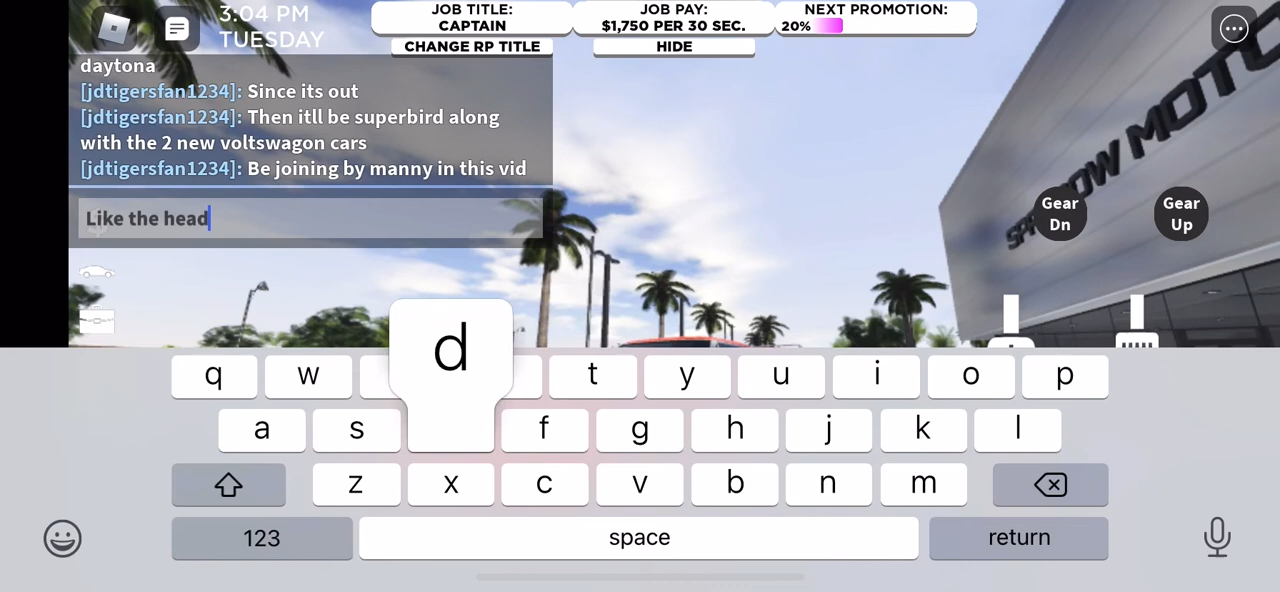 3:04 PM
TUESDAY
JOB TITLE:
CAPTAIN
JOB PAY:
$1,750 PER 30 SEC.
NEXT PROMOTION:
20%
CHANGE RP TITLE
HIDE
daytona
[jdtigersfan1234]: Since its out
[jdtigersfan1234]: Then itll be superbird along
with the 2 new voltswagon cars
[jdtigersfan1234]: Be joining by manny in this vid
Like the head
Gear
Dn
Gear
Up
d
q w t y u i o p
a s f g h j k l
z x c v b n m
123 space return